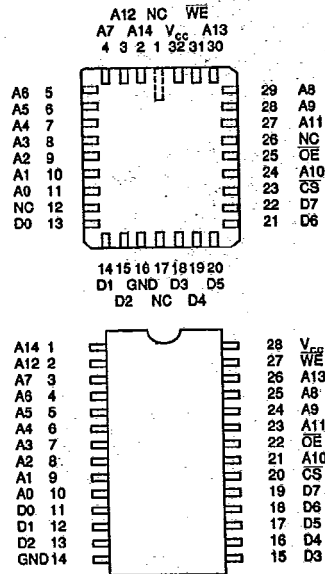 A12 NC W̅E̅
A7 A14 VCC A13
4 3 2 1 32 31 30
A6 5 29 A8
A5 6 28 A9
A4 7 27 A11
A3 8 26 NC
A2 9 25 O̅E̅
A1 10 24 A10
A0 11 23 C̅S̅
NC 12 22 D7
D0 13 21 D6
14 15 16 17 18 19 20
D1 GND D3 D5
D2 NC D4
A14 1 28 VCC
A12 2 27 W̅E̅
A7 3 26 A13
A6 4 25 A8
A5 5 24 A9
A4 6 23 A11
A3 7 22 O̅E̅
A2 8 21 A10
A1 9 20 C̅S̅
A0 10 19 D7
D0 11 18 D6
D1 12 17 D5
D2 13 16 D4
GND 14 15 D3